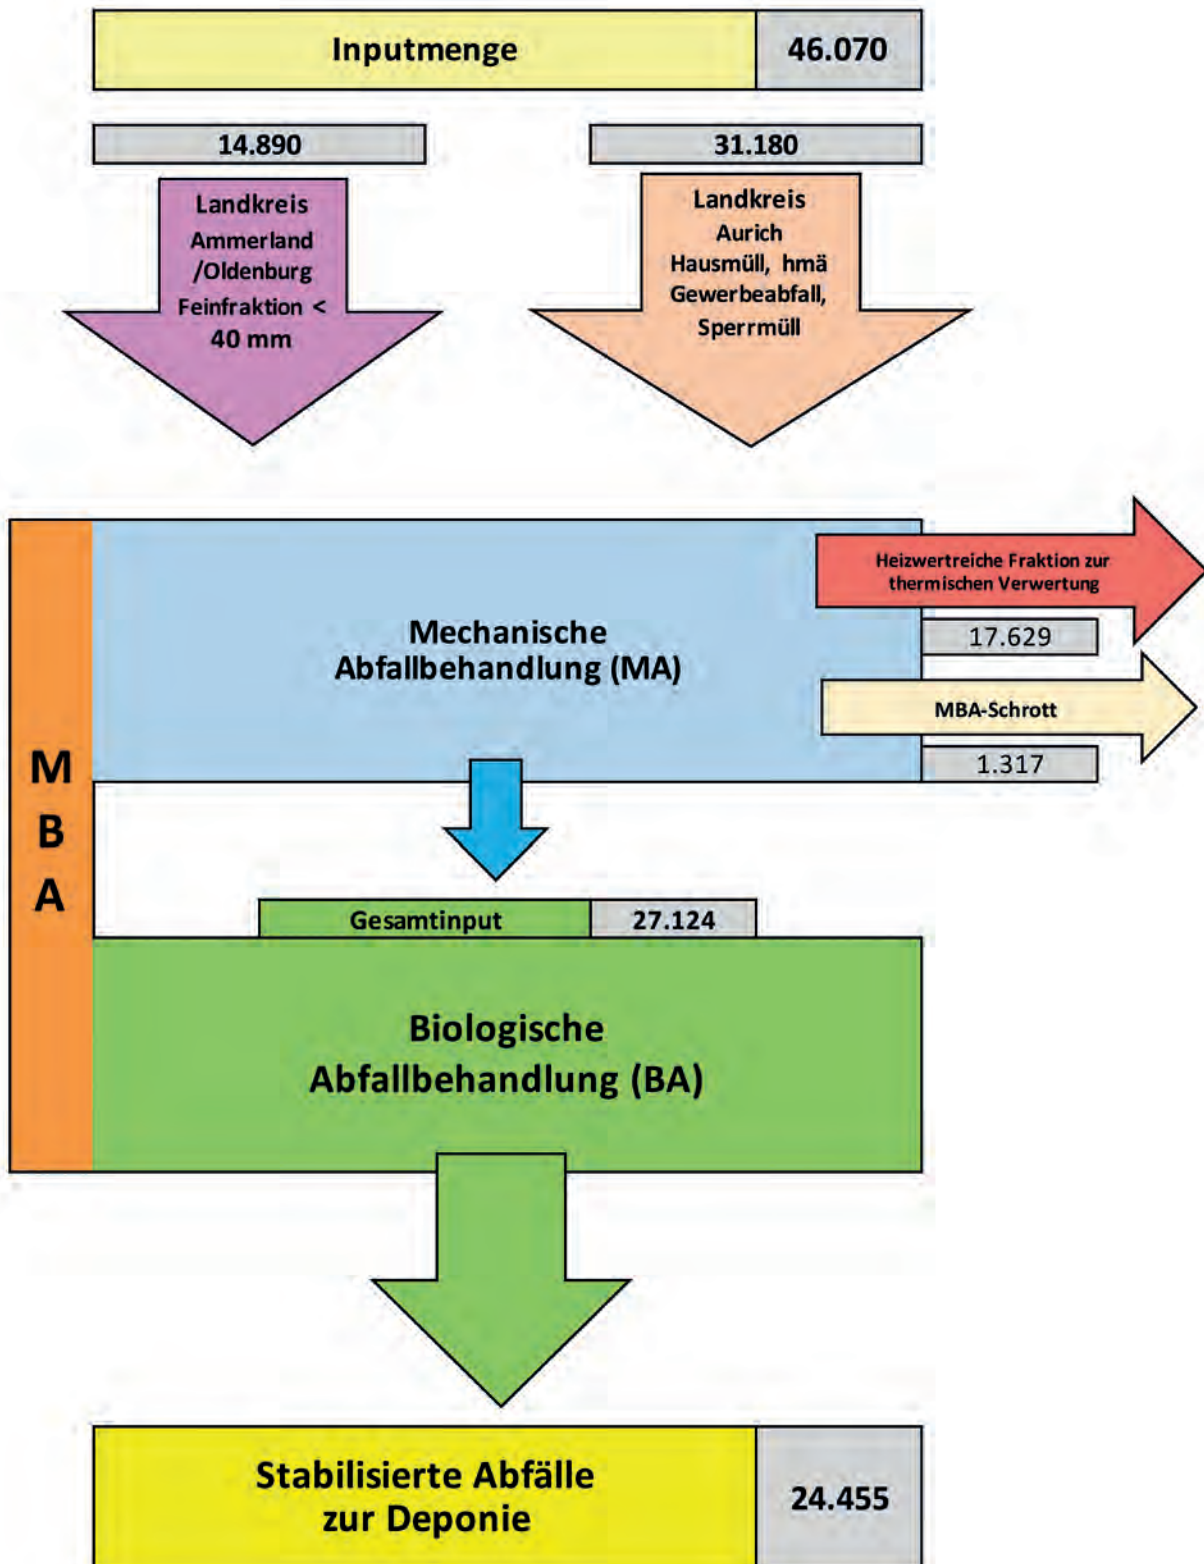 Inputmenge
46.070
14.890
31.180
Landkreis
Ammerland
/Oldenburg
Feinfraktion <
40 mm
Landkreis
Aurich
Hausmüll, hmä
Gewerbeabfall,
Sperrmüll
Heizwertreiche Fraktion zur
thermischen Verwertung
17.629
Mechanische
Abfallbehandlung (MA)
MBA-Schrott
1.317
M
B
A
Gesamtinput
27.124
Biologische
Abfallbehandlung (BA)
Stabilisierte Abfälle
zur Deponie
24.455